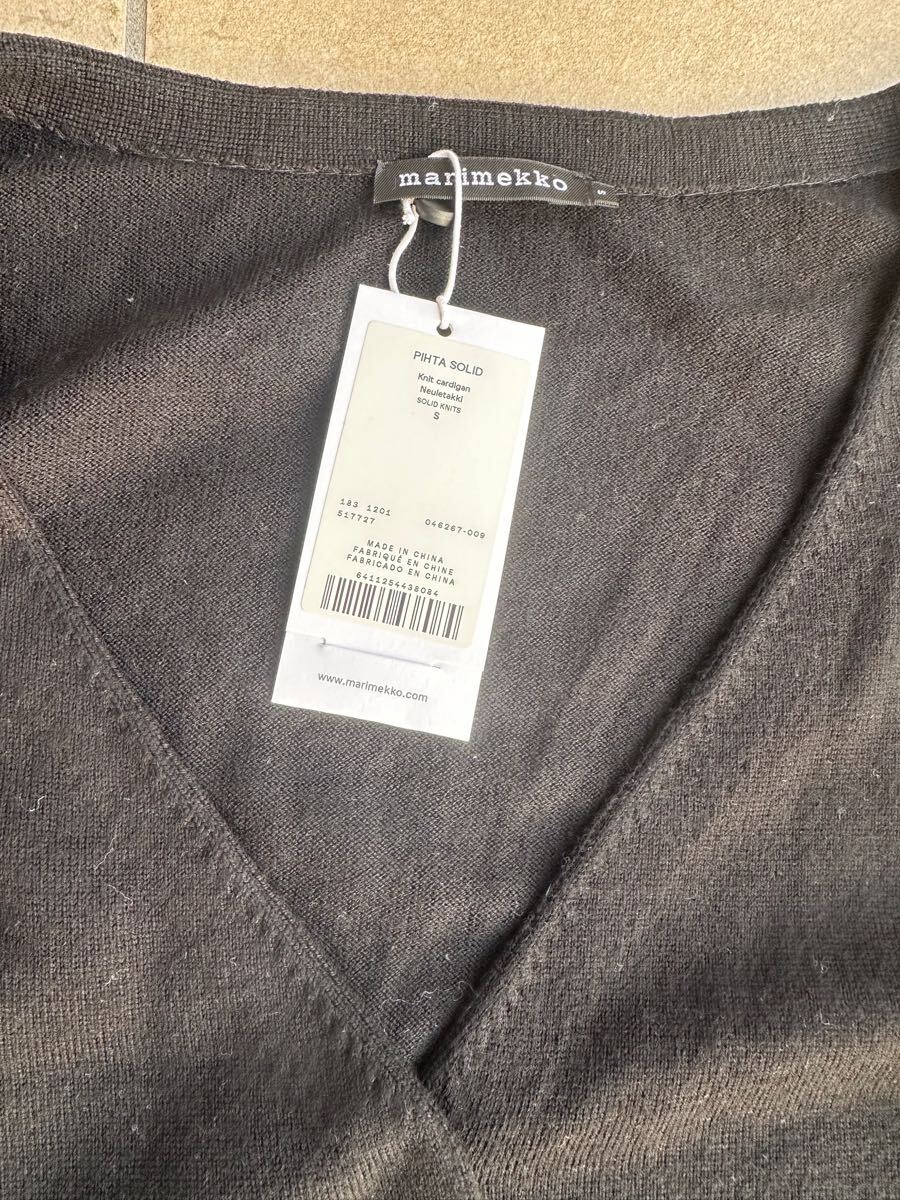 marimekko
S
PIHTA SOLID
Knit cardigan
Neuletakki
SOLID KNITS
S
183 1201
517727
046267-009
MADE IN CHINA
FABRIQUÉ EN CHINE
FABRICADO EN CHINA
6411254438084
www.marimekko.com